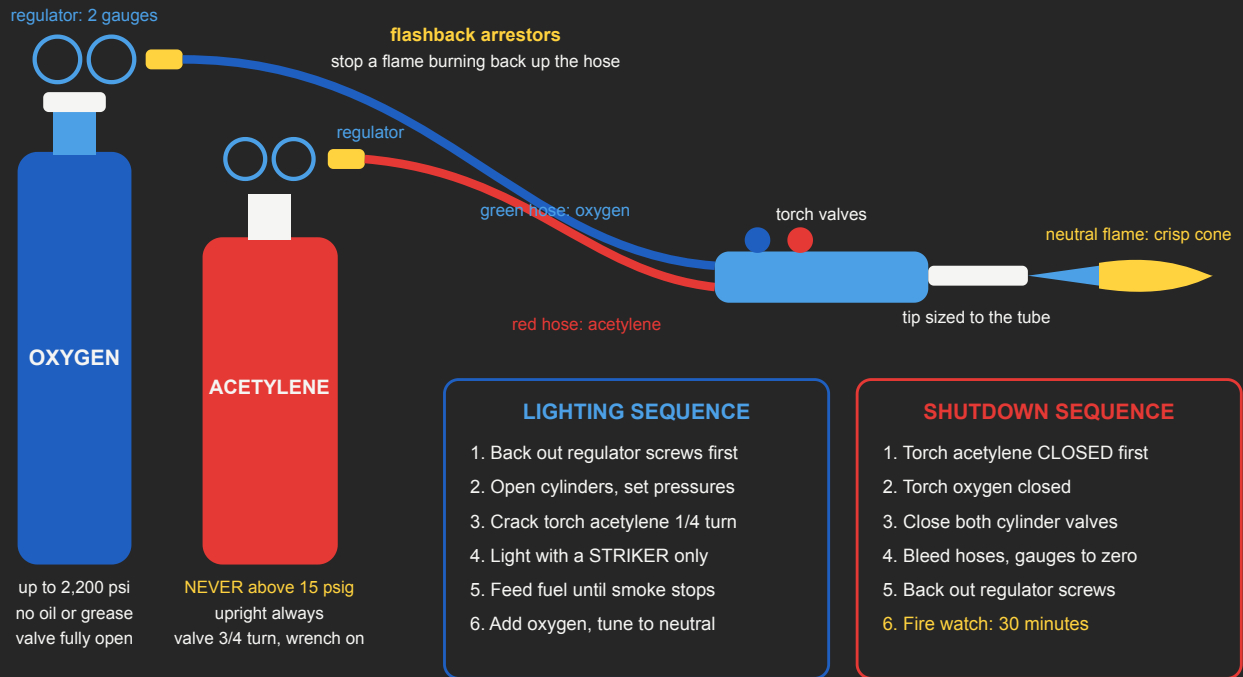 regulator: 2 gauges
flashback arrestors
stop a flame burning back up the hose
regulator
green hose: oxygen
torch valves
neutral flame: crisp cone
tip sized to the tube
red hose: acetylene
OXYGEN
ACETYLENE
up to 2,200 psi
no oil or grease
valve fully open
NEVER above 15 psig
upright always
valve 3/4 turn, wrench on
LIGHTING SEQUENCE
1. Back out regulator screws first
2. Open cylinders, set pressures
3. Crack torch acetylene 1/4 turn
4. Light with a STRIKER only
5. Feed fuel until smoke stops
6. Add oxygen, tune to neutral
SHUTDOWN SEQUENCE
1. Torch acetylene CLOSED first
2. Torch oxygen closed
3. Close both cylinder valves
4. Bleed hoses, gauges to zero
5. Back out regulator screws
6. Fire watch: 30 minutes